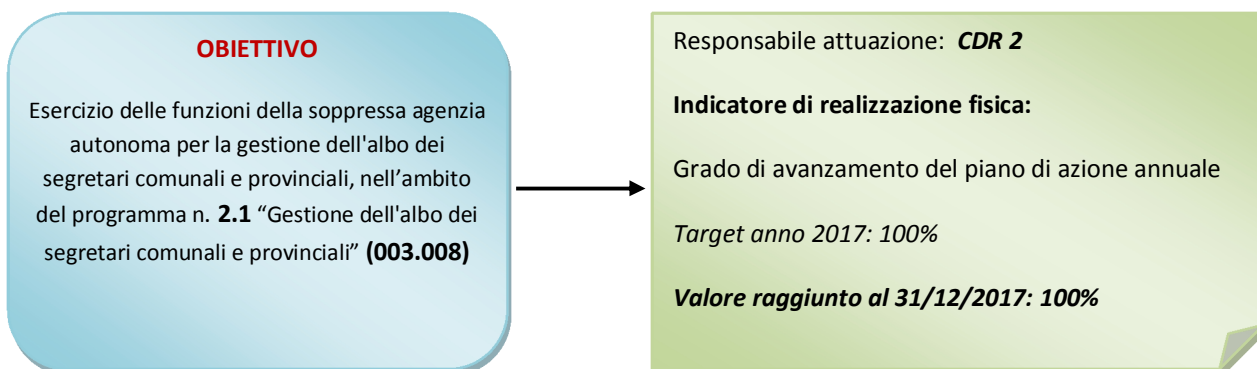 OBIETTIVO
Esercizio delle funzioni della soppressa agenzia
autonoma per la gestione dell'albo dei
segretari comunali e provinciali, nell’ambito
del programma n. 2.1 “Gestione dell'albo dei
segretari comunali e provinciali” (003.008)
Responsabile attuazione: CDR 2
Indicatore di realizzazione fisica:
Grado di avanzamento del piano di azione annuale
Target anno 2017: 100%
Valore raggiunto al 31/12/2017: 100%